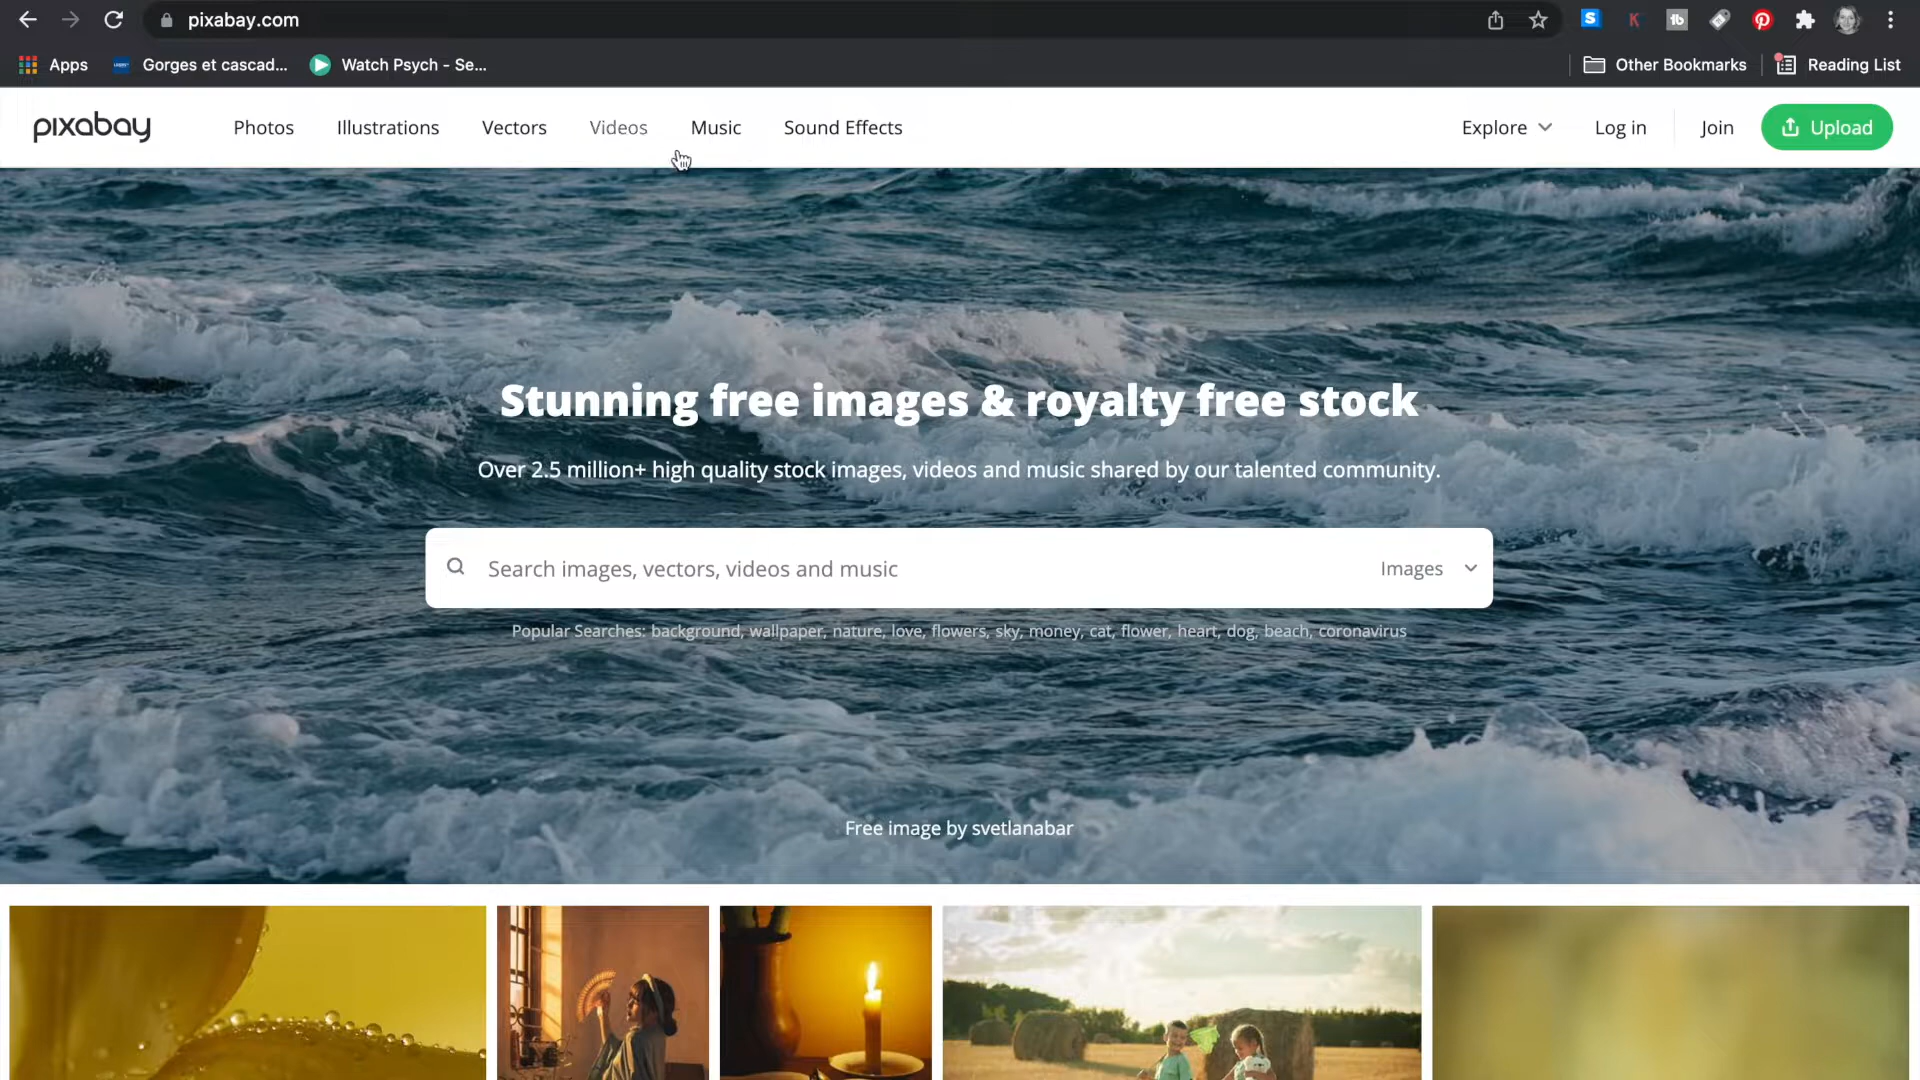 pixabay.com
Apps
Gorges et cascad...
Watch Psych - Se...
Other Bookmarks
Reading List
pixabay
Photos
Illustrations
Vectors
Videos
Music
Sound Effects
Explore
Log in
Join
Upload
Stunning free images & royalty free stock
Over 2.5 million+ high quality stock images, videos and music shared by our talented community.
Search images, vectors, videos and music
Images
Popular Searches: background, wallpaper, nature, love, flowers, sky, money, cat, flower, heart, dog, beach, coronavirus
Free image by svetlanabar